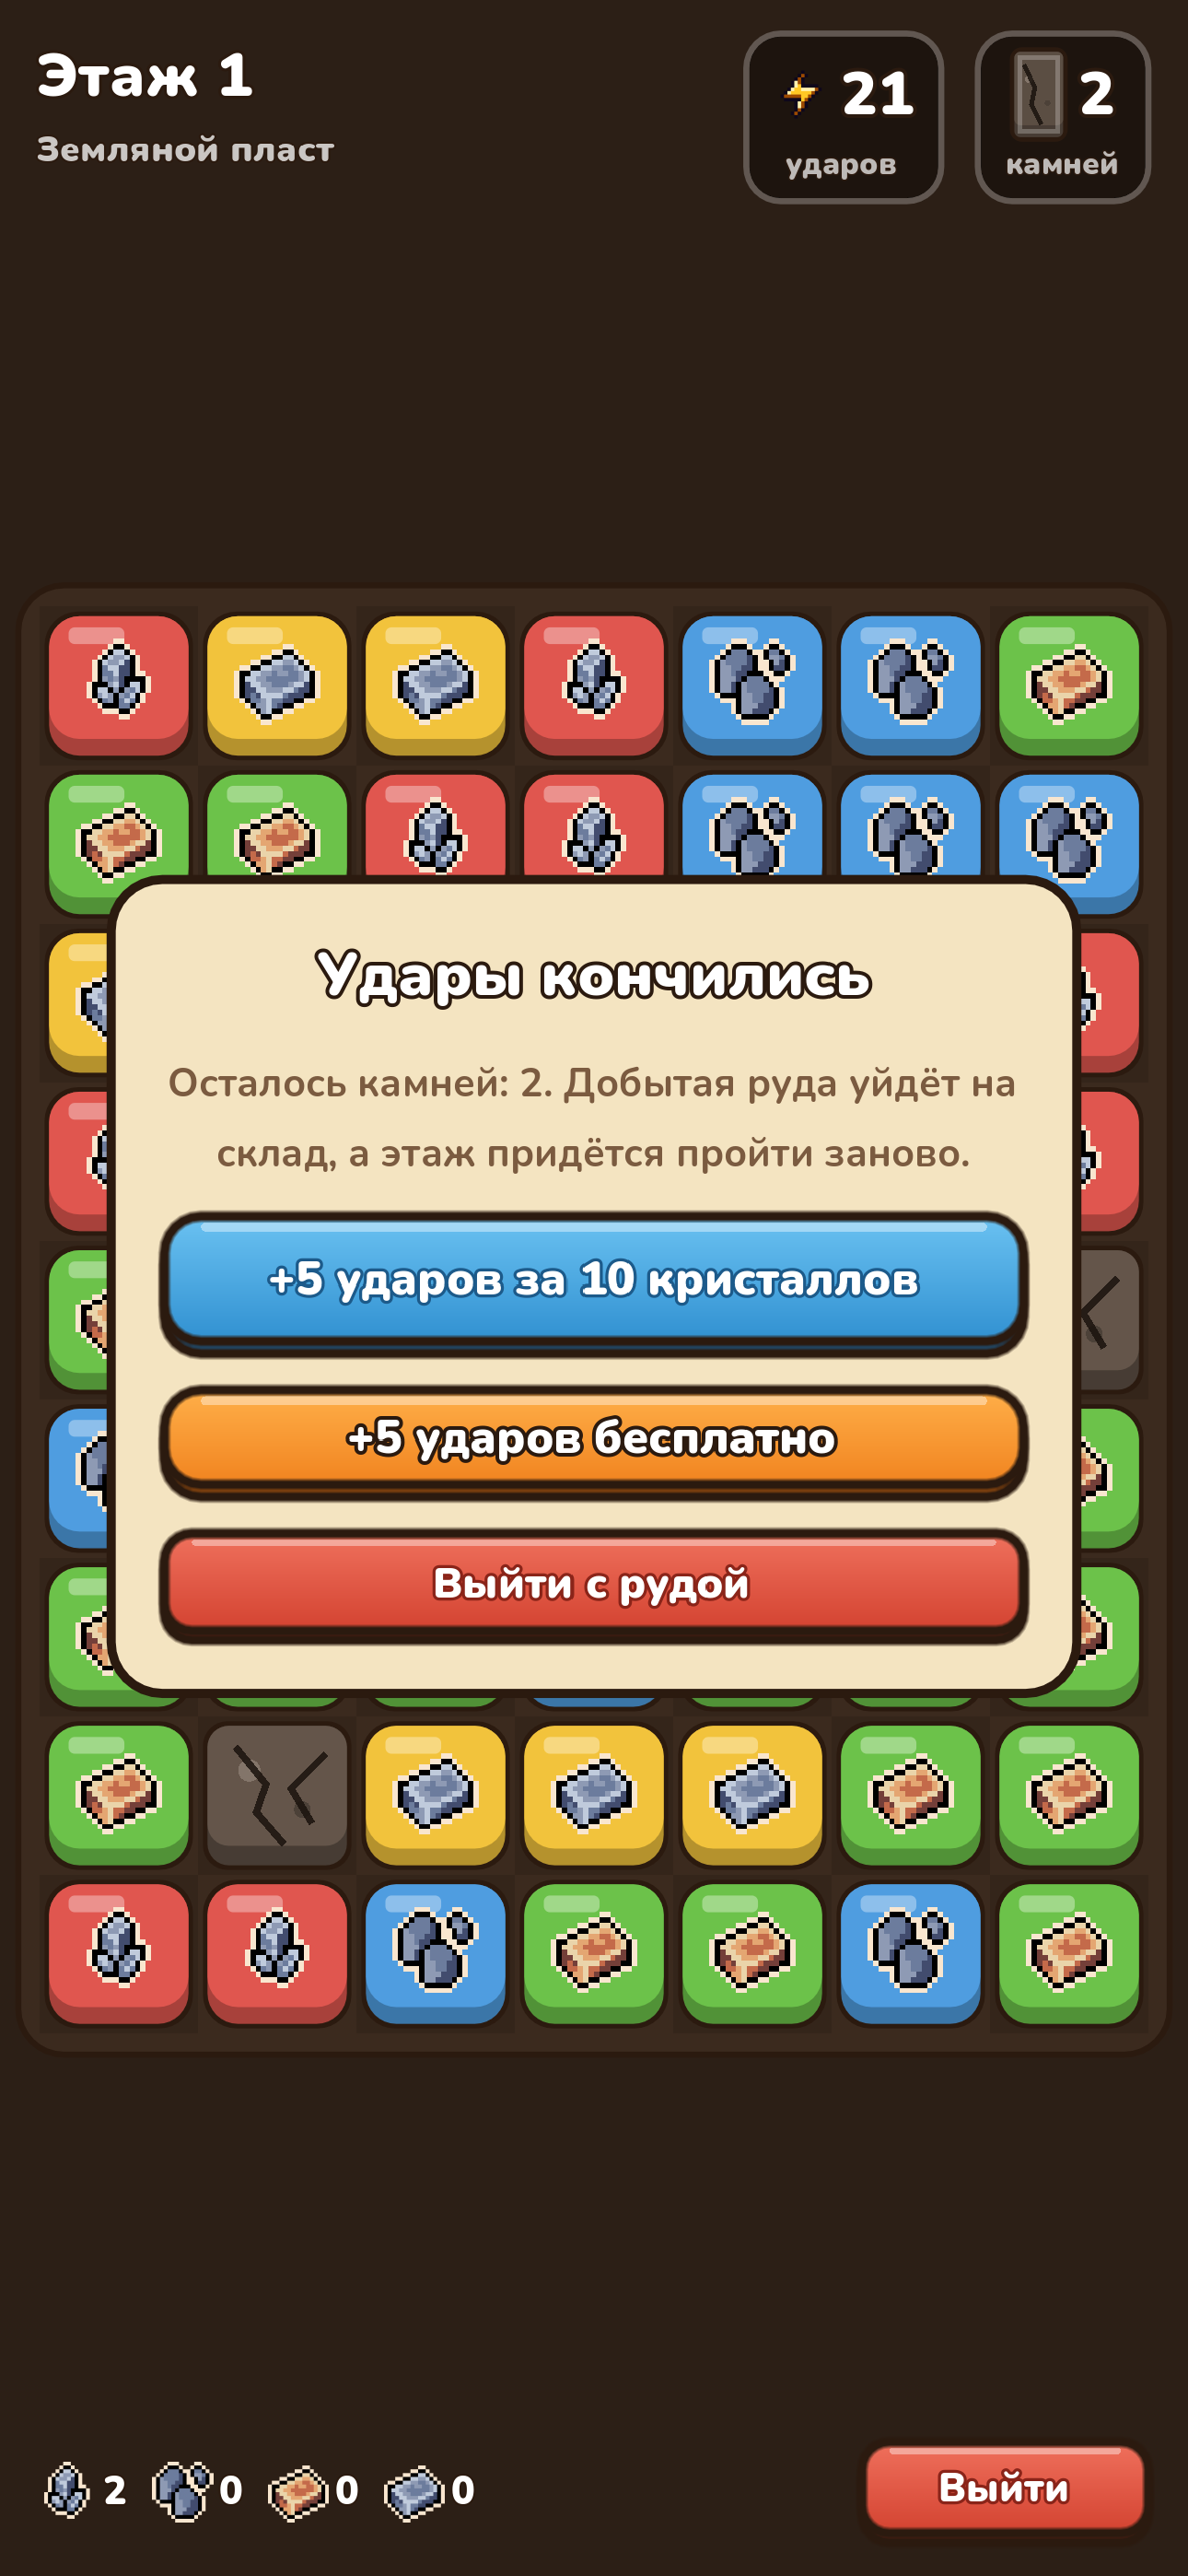 Этаж 1
Земляной пласт
21
ударов
2
камней
Удары кончились
Осталось камней: 2. Добытая руда уйдёт на
склад, а этаж придётся пройти заново.
+5 ударов за 10 кристаллов
+5 ударов бесплатно
Выйти с рудой
2 0 0 0
Выйти